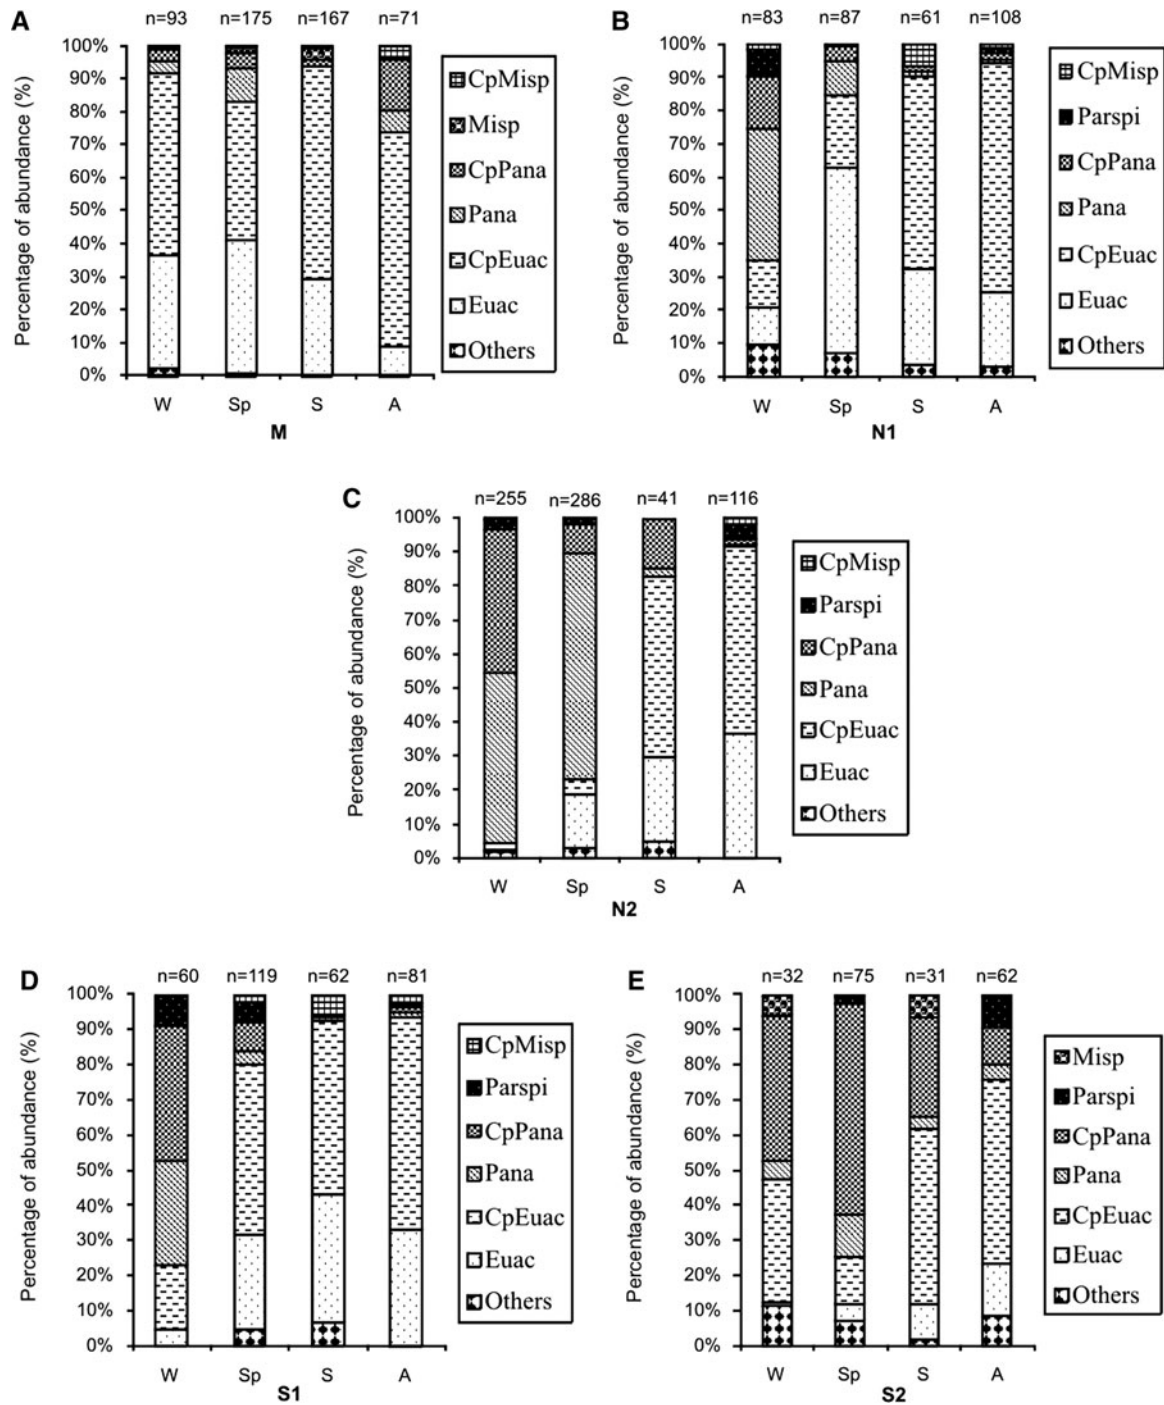 A
n=93 n=175 n=167 n=71
Percentage of abundance (%)
100%
90%
80%
70%
60%
50%
40%
30%
20%
10%
0%
W Sp S A
M
CpMisp
Misp
CpPana
Pana
CpEuac
Euac
Others
B
n=83 n=87 n=61 n=108
Percentage of abundance (%)
100%
90%
80%
70%
60%
50%
40%
30%
20%
10%
0%
W Sp S A
N1
CpMisp
Parspi
CpPana
Pana
CpEuac
Euac
Others
C
n=255 n=286 n=41 n=116
Percentage of abundance (%)
100%
90%
80%
70%
60%
50%
40%
30%
20%
10%
0%
W Sp S A
N2
CpMisp
Parspi
CpPana
Pana
CpEuac
Euac
Others
D
n=60 n=119 n=62 n=81
Percentage of abundance (%)
100%
90%
80%
70%
60%
50%
40%
30%
20%
10%
0%
W Sp S A
S1
CpMisp
Parspi
CpPana
Pana
CpEuac
Euac
Others
E
n=32 n=75 n=31 n=62
Percentage of abundance (%)
100%
90%
80%
70%
60%
50%
40%
30%
20%
10%
0%
W Sp S A
S2
Misp
Parspi
CpPana
Pana
CpEuac
Euac
Others